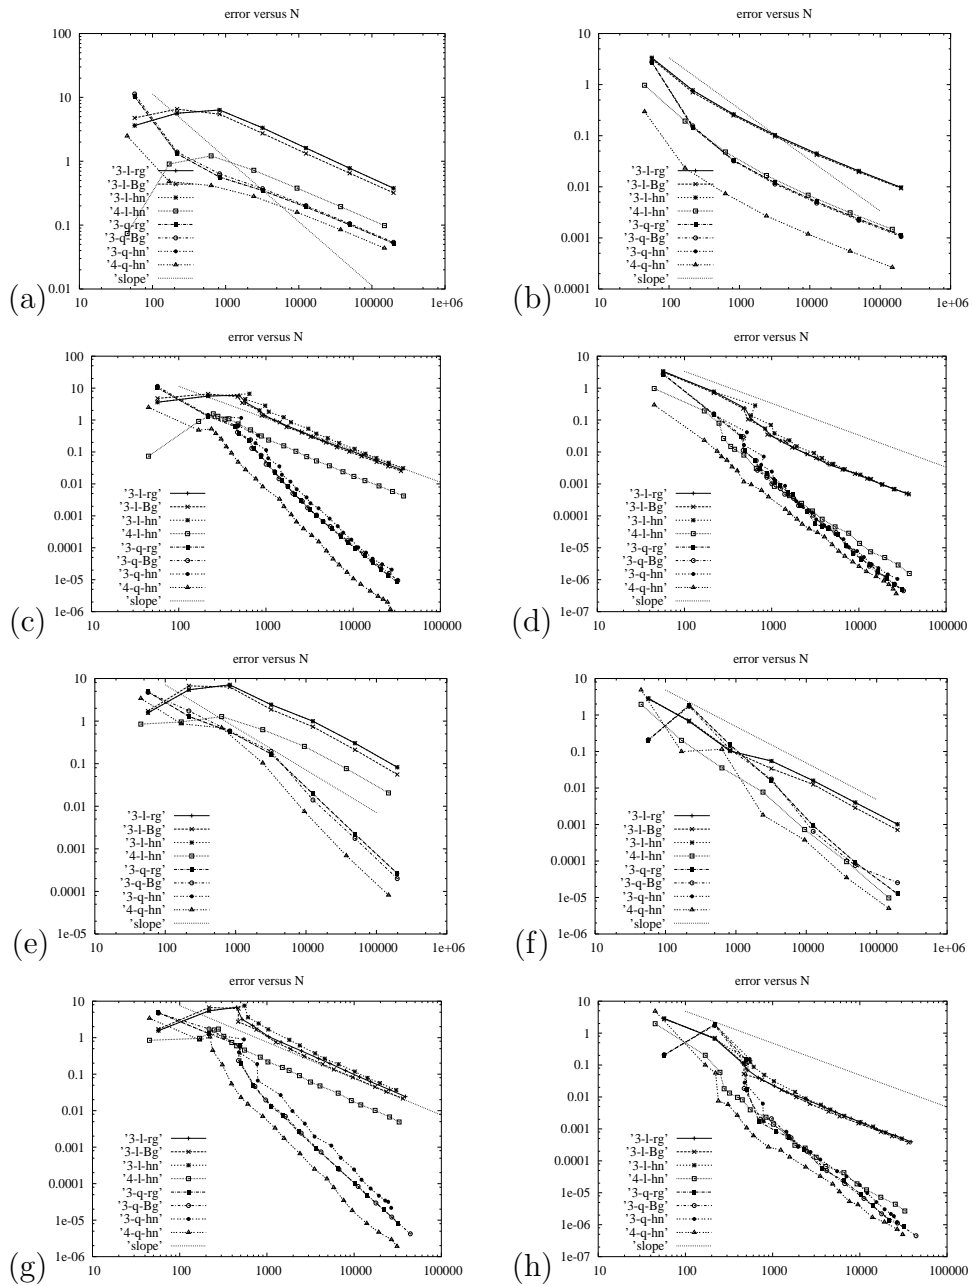 error versus N
100
10
1
0.1
0.01
10 100 1000 10000 100000 1e+06
'3-l-rg'
'3-l-Bg'
'3-l-hn'
'4-l-hn'
'3-q-rg'
'3-q-Bg'
'3-q-hn'
'4-q-hn'
'slope'
(a)
error versus N
10
1
0.1
0.01
0.001
0.0001
10 100 1000 10000 100000 1e+06
'3-l-rg'
'3-l-Bg'
'3-l-hn'
'4-l-hn'
'3-q-rg'
'3-q-Bg'
'3-q-hn'
'4-q-hn'
'slope'
(b)
error versus N
100
10
1
0.1
0.01
0.001
0.0001
1e-05
1e-06
10 100 1000 10000 100000
'3-l-rg'
'3-l-Bg'
'3-l-hn'
'4-l-hn'
'3-q-rg'
'3-q-Bg'
'3-q-hn'
'4-q-hn'
'slope'
(c)
error versus N
10
1
0.1
0.01
0.001
0.0001
1e-05
1e-06
1e-07
10 100 1000 10000 100000
'3-l-rg'
'3-l-Bg'
'3-l-hn'
'4-l-hn'
'3-q-rg'
'3-q-Bg'
'3-q-hn'
'4-q-hn'
'slope'
(d)
error versus N
10
1
0.1
0.01
0.001
0.0001
1e-05
10 100 1000 10000 100000 1e+06
'3-l-rg'
'3-l-Bg'
'3-l-hn'
'4-l-hn'
'3-q-rg'
'3-q-Bg'
'3-q-hn'
'4-q-hn'
'slope'
(e)
error versus N
10
1
0.1
0.01
0.001
0.0001
1e-05
1e-06
10 100 1000 10000 100000 1e+06
'3-l-rg'
'3-l-Bg'
'3-l-hn'
'4-l-hn'
'3-q-rg'
'3-q-Bg'
'3-q-hn'
'4-q-hn'
'slope'
(f)
error versus N
10
1
0.1
0.01
0.001
0.0001
1e-05
1e-06
10 100 1000 10000 100000
'3-l-rg'
'3-l-Bg'
'3-l-hn'
'4-l-hn'
'3-q-rg'
'3-q-Bg'
'3-q-hn'
'4-q-hn'
'slope'
(g)
error versus N
10
1
0.1
0.01
0.001
0.0001
1e-05
1e-06
1e-07
10 100 1000 10000 100000
'3-l-rg'
'3-l-Bg'
'3-l-hn'
'4-l-hn'
'3-q-rg'
'3-q-Bg'
'3-q-hn'
'4-q-hn'
'slope'
(h)